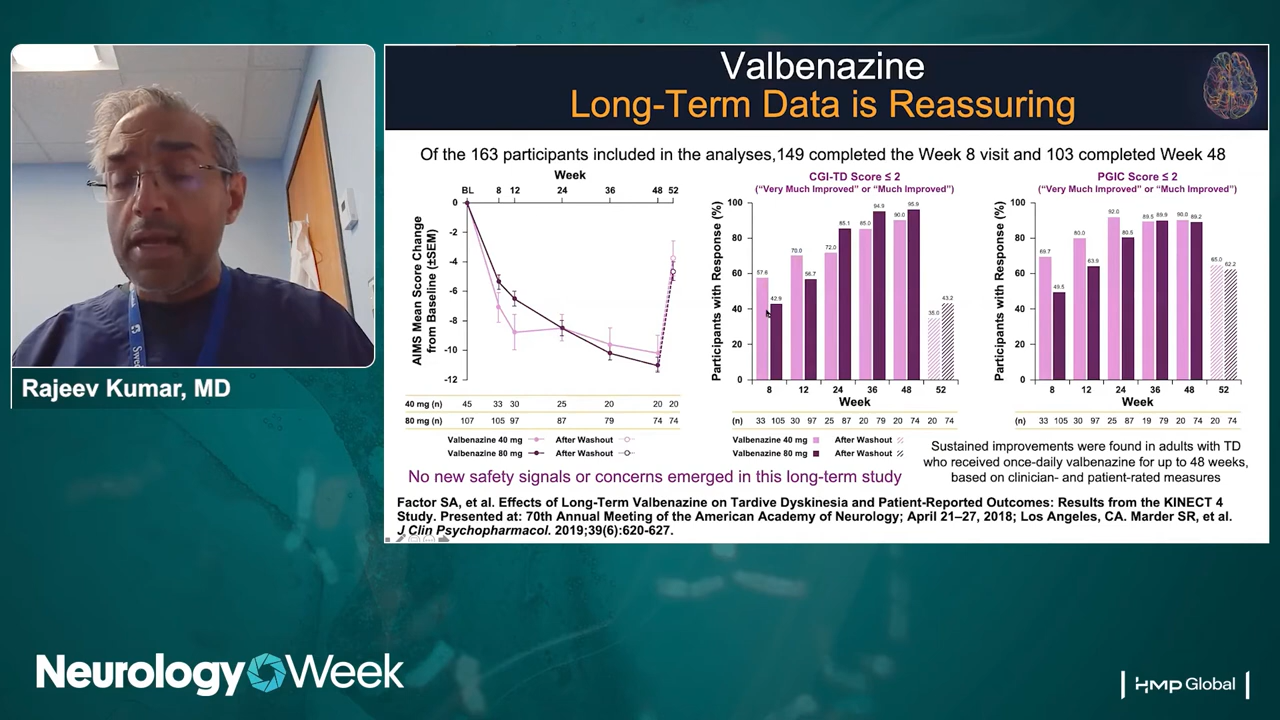 Valbenazine
Long-Term Data is Reassuring
Of the 163 participants included in the analyses,149 completed the Week 8 visit and 103 completed Week 48
Week
BL 8 12 24 36 48 52
AIMS Mean Score Change
from Baseline (±SEM)
0
-2
-4
-6
-8
-10
-12
40 mg (n) 45 33 30 25 20 20 20
80 mg (n) 107 105 97 87 79 74 74
Valbenazine 40 mg After Washout
Valbenazine 80 mg After Washout
CGI-TD Score ≤ 2
("Very Much Improved" or "Much Improved")
Participants with Response (%)
100
80
60
40
20
0
57.6 42.9 70.0 56.7 72.0 85.1 85.0 94.9 90.0 95.9 35.0 43.2
8 12 24 36 48 52
Week
(n) 33 105 30 97 25 87 20 79 20 74 20 74
Valbenazine 40 mg After Washout
Valbenazine 80 mg After Washout
PGIC Score ≤ 2
("Very Much Improved" or "Much Improved")
Participants with Response (%)
100
80
60
40
20
0
69.7 49.5 80.0 63.9 92.0 80.5 89.5 89.9 90.0 89.2 65.0 62.2
8 12 24 36 48 52
Week
(n) 33 105 30 97 25 87 19 79 20 74 20 74
Sustained improvements were found in adults with TD
who received once-daily valbenazine for up to 48 weeks,
based on clinician- and patient-rated measures
No new safety signals or concerns emerged in this long-term study
Factor SA, et al. Effects of Long-Term Valbenazine on Tardive Dyskinesia and Patient-Reported Outcomes: Results from the KINECT 4
Study. Presented at: 70th Annual Meeting of the American Academy of Neurology; April 21–27, 2018; Los Angeles, CA. Marder SR, et al.
J Clin Psychopharmacol. 2019;39(6):620-627.
Rajeev Kumar, MD
Neurology Week
HMP Global